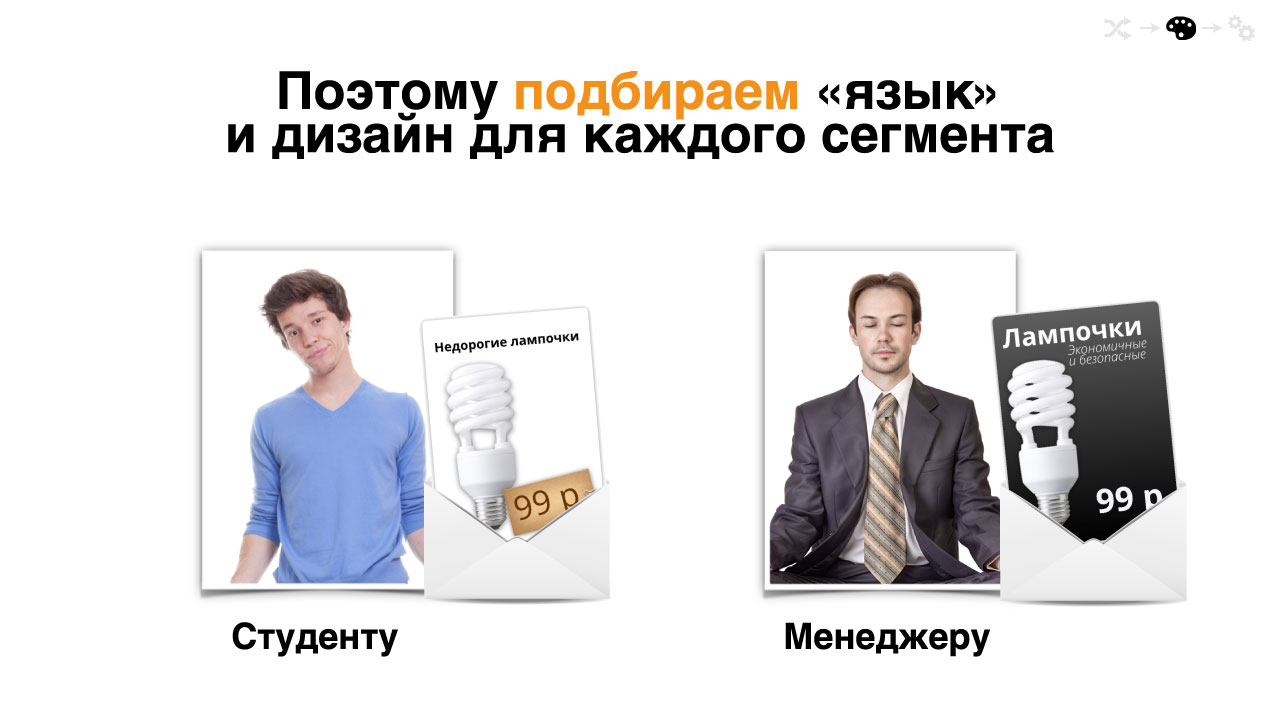 Поэтому подбираем «язык»
и дизайн для каждого сегмента
Недорогие лампочки
99 р
Лампочки
Экономичные
и безопасные
99 р
Студенту
Менеджеру